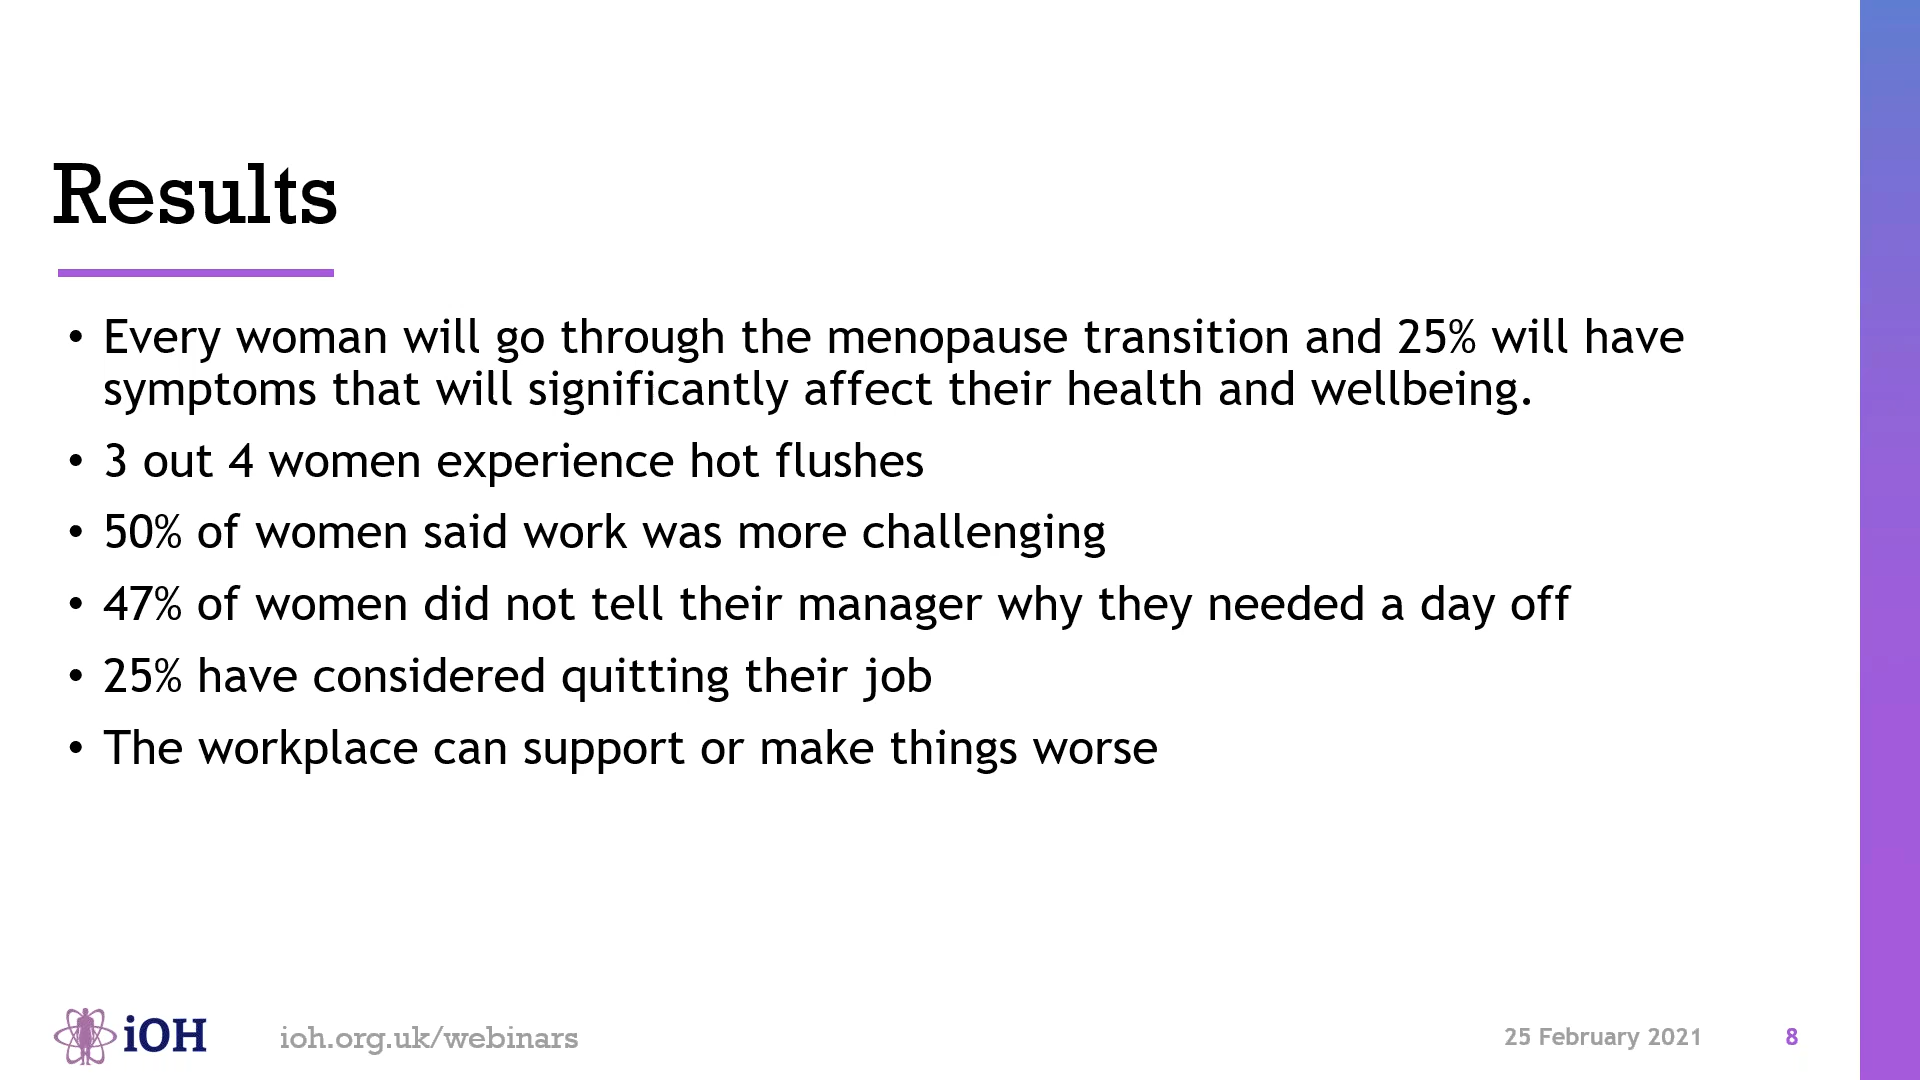 Results
• Every woman will go through the menopause transition and 25% will have
symptoms that will significantly affect their health and wellbeing.
• 3 out 4 women experience hot flushes
• 50% of women said work was more challenging
• 47% of women did not tell their manager why they needed a day off
• 25% have considered quitting their job
• The workplace can support or make things worse
iOH
ioh.org.uk/webinars
25 February 2021
8